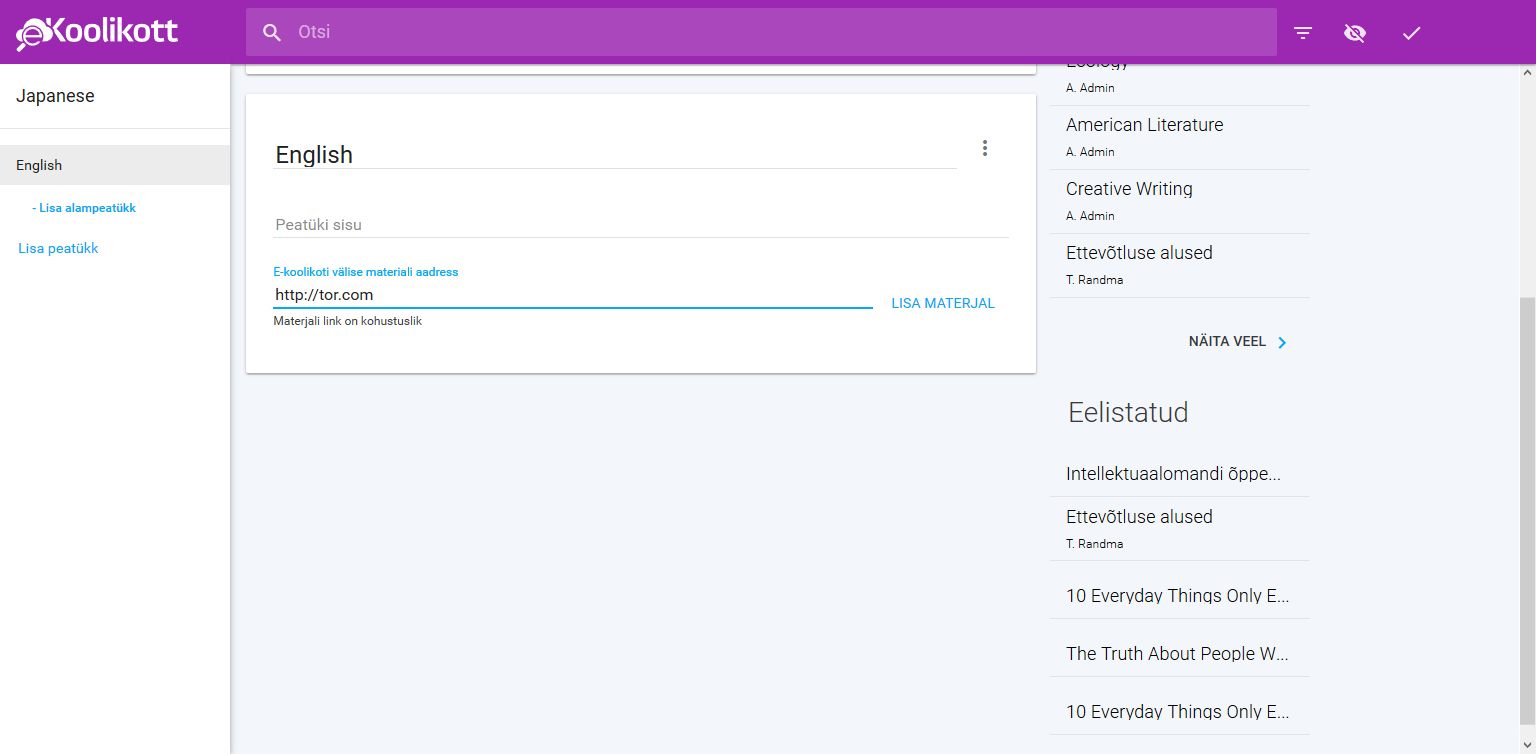 eKoolikott
Otsi
Japanese
English
- Lisa alampeatükk
Lisa peatükk
English
Peatüki sisu
E-koolikoti välise materiali aadress
http://tor.com
LISA MATERJAL
Materjali link on kohustuslik
Ecology
A. Admin
American Literature
A. Admin
Creative Writing
A. Admin
Ettevõtluse alused
T. Randma
NÄITA VEEL
Eelistatud
Intellektuaalomandi õppe...
Ettevõtluse alused
T. Randma
10 Everyday Things Only E...
The Truth About People W...
10 Everyday Things Only E...